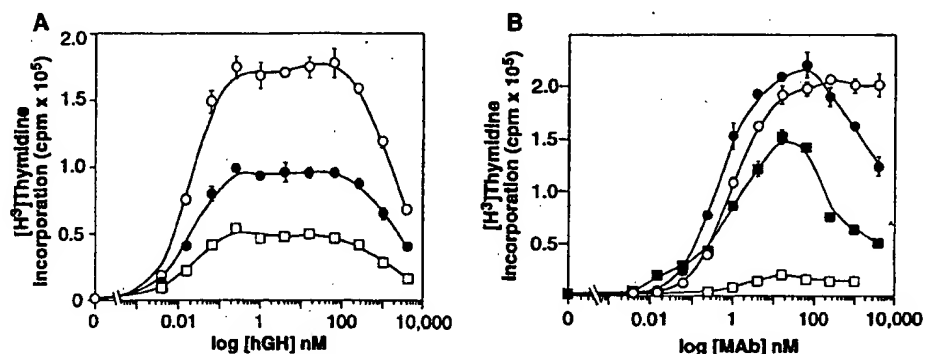 A
[H³]Thymidine
Incorporation (cpm x 10⁵)
2.0
1.5
1.0
0.5
0
0 0.01 1 100 10,000
log [hGH] nM
B
[H³]Thymidine
Incorporation (cpm x 10⁵)
2.0
1.5
1.0
0.5
0 0.01 1 100 10,000
log [MAb] nM